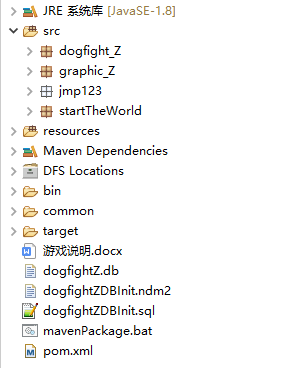 JRE 系统库 [JavaSE-1.8]
src
dogfight_Z
graphic_Z
jmp123
startTheWorld
resources
Maven Dependencies
DFS Locations
bin
common
target
游戏说明.docx
dogfightZ.db
dogfightZDBInit.ndm2
dogfightZDBInit.sql
mavenPackage.bat
pom.xml